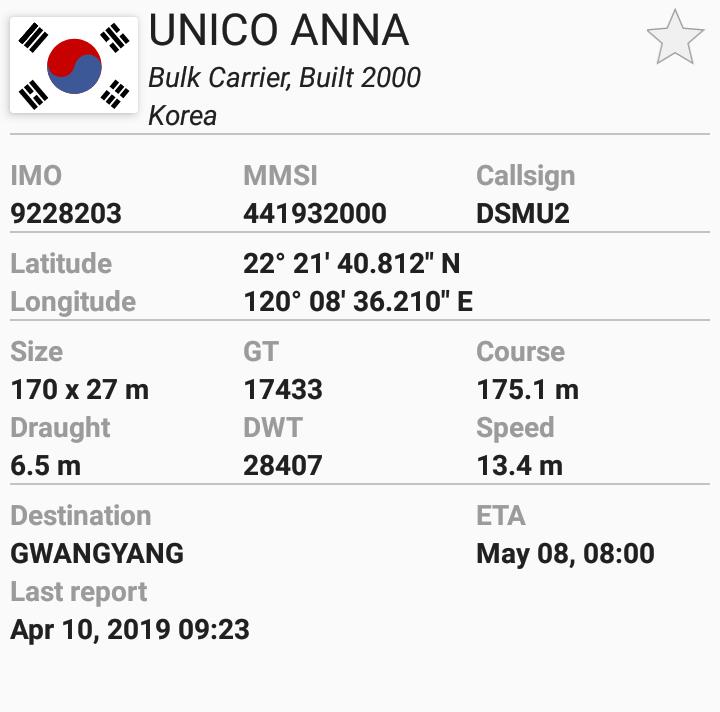 UNICO ANNA
Bulk Carrier, Built 2000
Korea
IMO MMSI Callsign
9228203 441932000 DSMU2
Latitude 22° 21' 40.812" N
Longitude 120° 08' 36.210" E
Size GT Course
170 x 27 m 17433 175.1 m
Draught DWT Speed
6.5 m 28407 13.4 m
Destination ETA
GWANGYANG May 08, 08:00
Last report
Apr 10, 2019 09:23